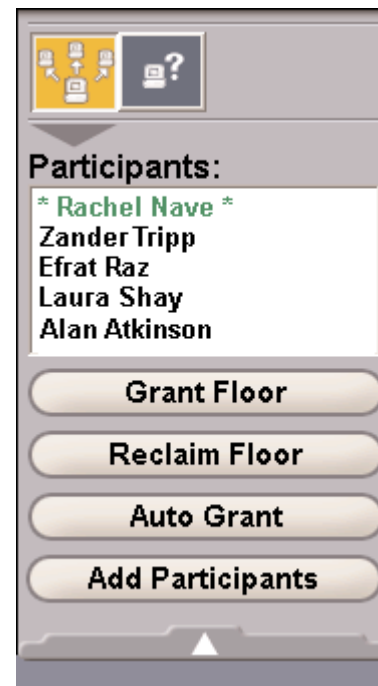 ?
Participants:
* Rachel Nave *
Zander Tripp
Efrat Raz
Laura Shay
Alan Atkinson
Grant Floor
Reclaim Floor
Auto Grant
Add Participants